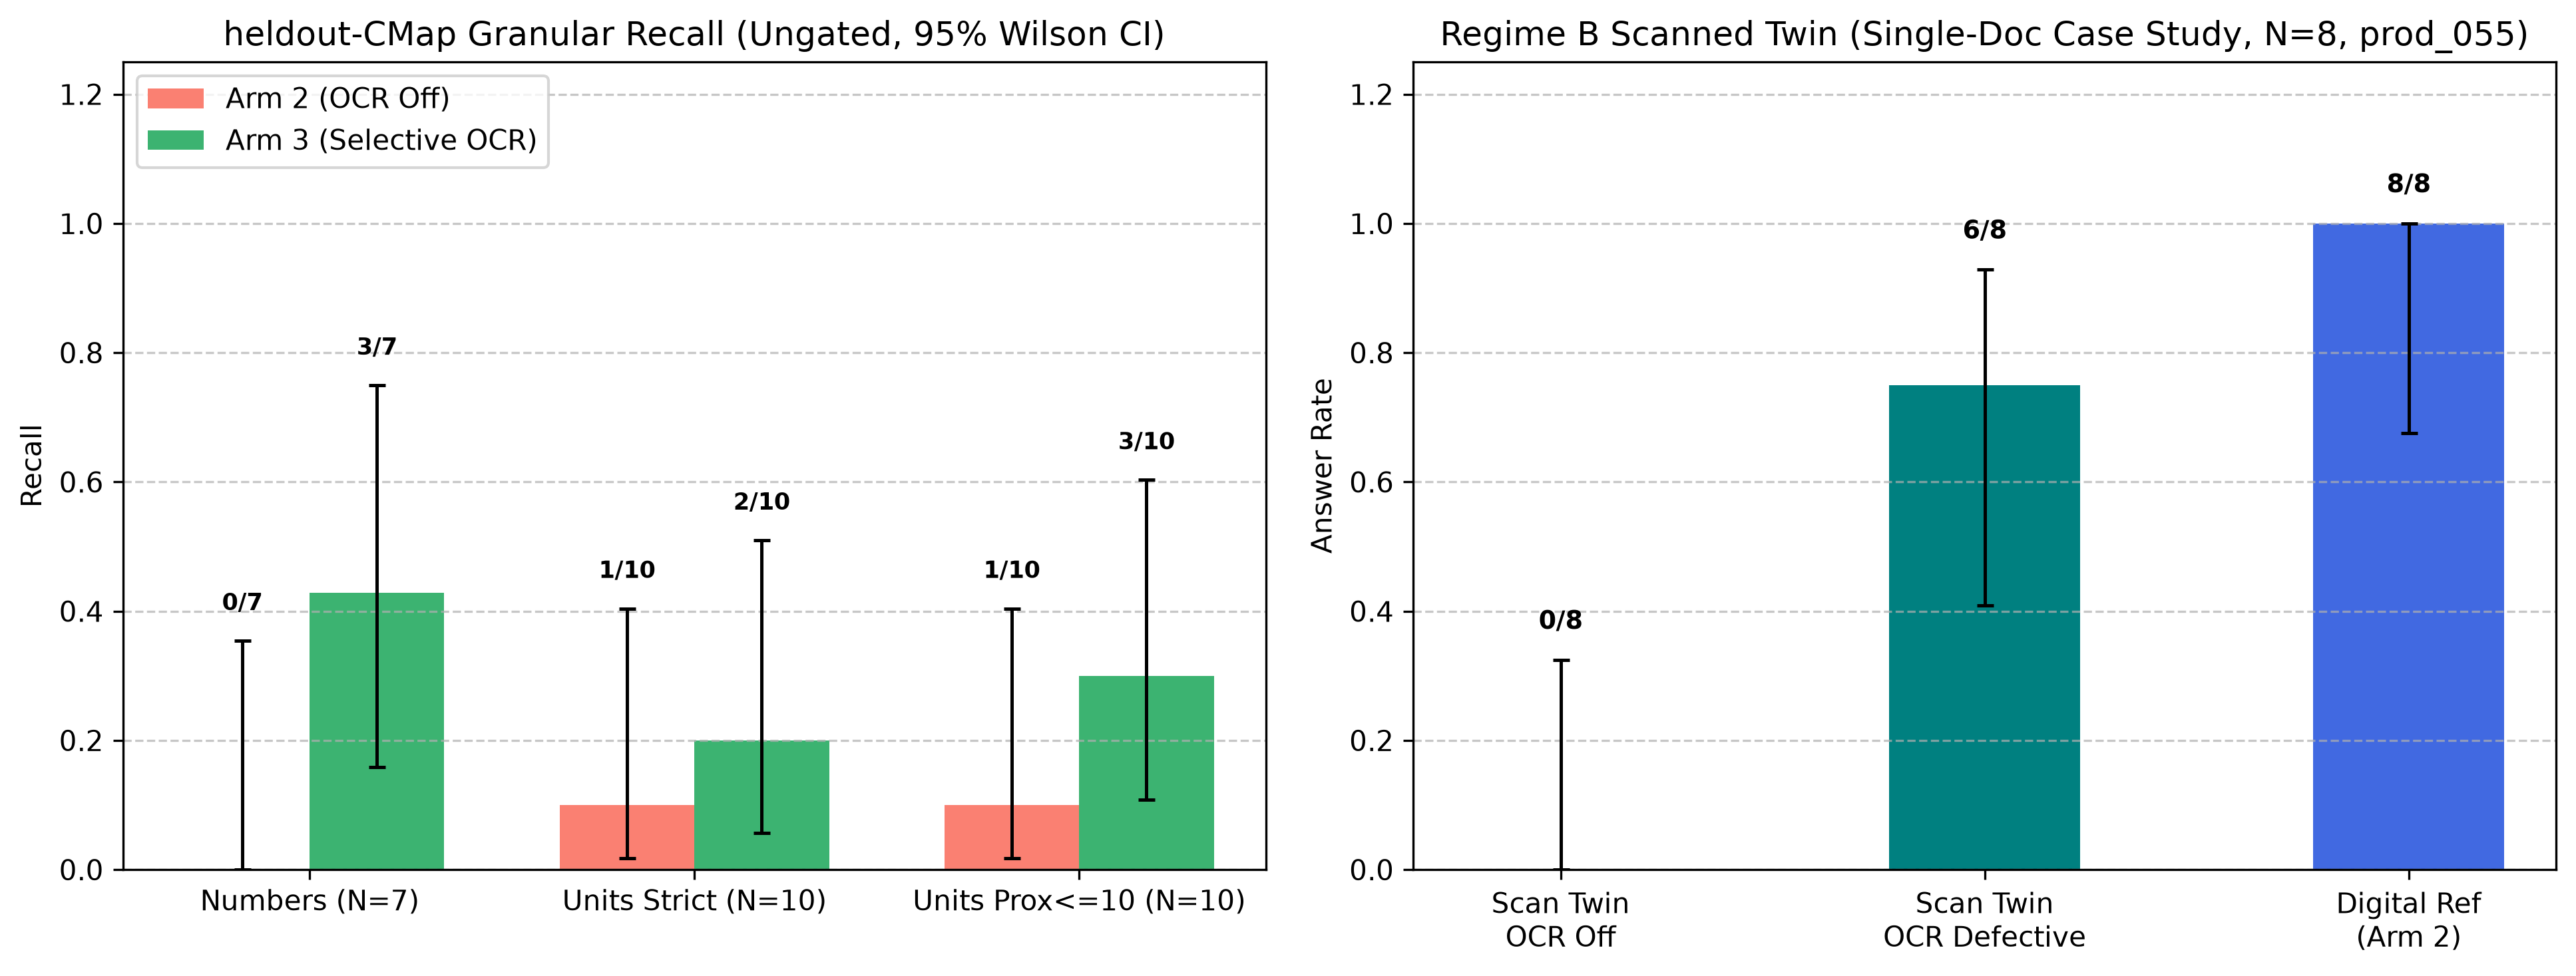 heldout-CMap Granular Recall (Ungated, 95% Wilson CI)
Recall
1.2
1.0
0.8
0.6
0.4
0.2
0.0
Arm 2 (OCR Off)
Arm 3 (Selective OCR)
0/7
3/7
1/10
2/10
1/10
3/10
Numbers (N=7)
Units Strict (N=10)
Units Prox<=10 (N=10)
Regime B Scanned Twin (Single-Doc Case Study, N=8, prod_055)
Answer Rate
1.2
1.0
0.8
0.6
0.4
0.2
0.0
0/8
6/8
8/8
Scan Twin
OCR Off
Scan Twin
OCR Defective
Digital Ref
(Arm 2)